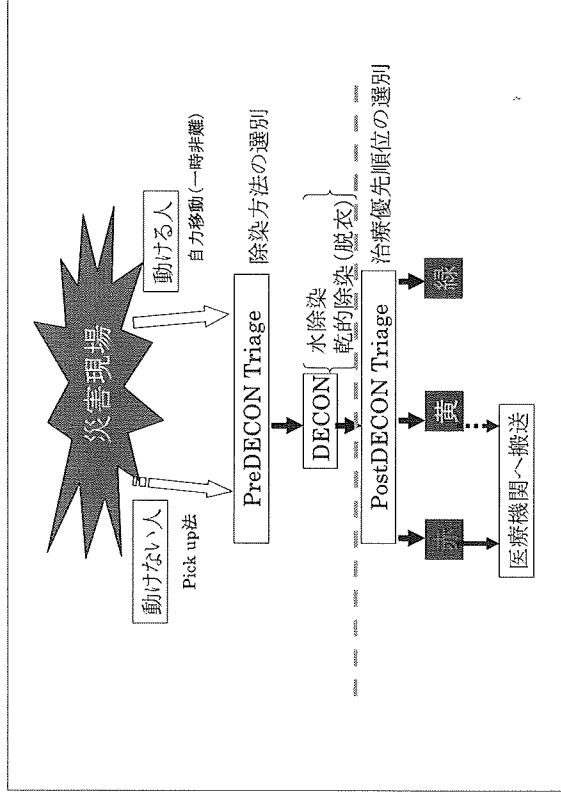 災害現場
動けない人
動ける人
Pick up法
自力移動(一時非難)
PreDECON Triage
除染方法の選別
DECON
水除染
乾的除染(脱衣)
PostDECON Triage
治療優先順位の選別
赤
黄
緑
医療機関へ搬送